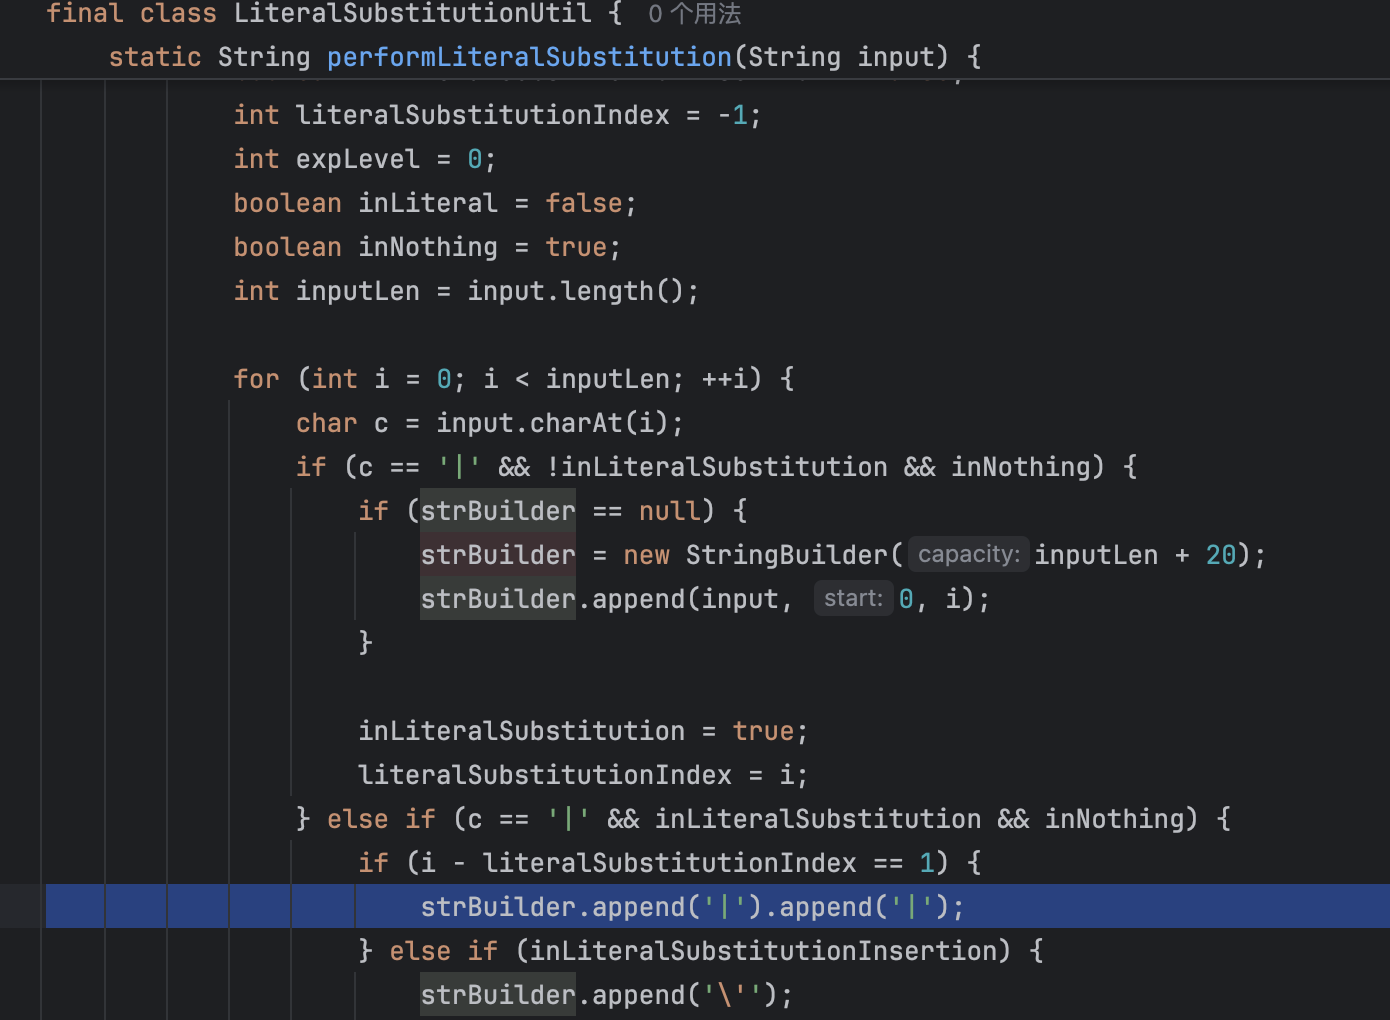 final class LiteralSubstitutionUtil { 0 个用法
static String performLiteralSubstitution(String input) {
int literalSubstitutionIndex = -1;
int expLevel = 0;
boolean inLiteral = false;
boolean inNothing = true;
int inputLen = input.length();
for (int i = 0; i < inputLen; ++i) {
char c = input.charAt(i);
if (c == '|' && !inLiteralSubstitution && inNothing) {
if (strBuilder == null) {
strBuilder = new StringBuilder( capacity: inputLen + 20);
strBuilder.append(input, start: 0, i);
}
inLiteralSubstitution = true;
literalSubstitutionIndex = i;
} else if (c == '|' && inLiteralSubstitution && inNothing) {
if (i - literalSubstitutionIndex == 1) {
strBuilder.append('|').append('|');
} else if (inLiteralSubstitutionInsertion) {
strBuilder.append('\'');